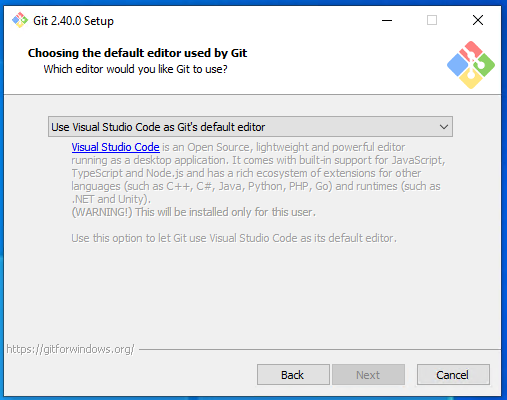 Git 2.40.0 Setup
Choosing the default editor used by Git
Which editor would you like Git to use?
Use Visual Studio Code as Git's default editor
Visual Studio Code is an Open Source, lightweight and powerful editor
running as a desktop application. It comes with built-in support for JavaScript,
TypeScript and Node.js and has a rich ecosystem of extensions for other
languages (such as C++, C#, Java, Python, PHP, Go) and runtimes (such as
.NET and Unity).
(WARNING!) This will be installed only for this user.
Use this option to let Git use Visual Studio Code as its default editor.
https://gitforwindows.org/
Back Next Cancel